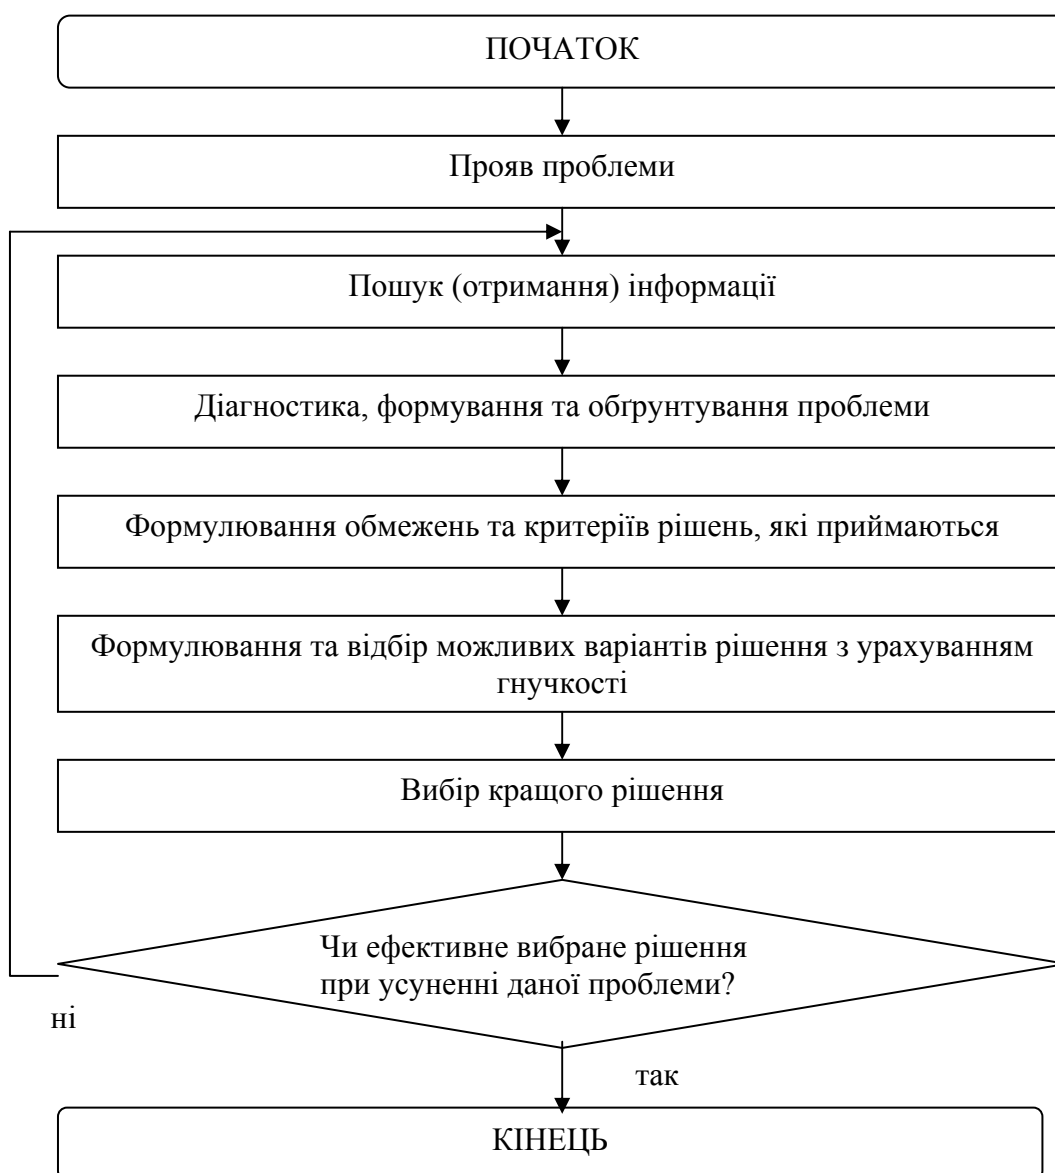 ПОЧАТОК
Прояв проблеми
Пошук (отримання) інформації
Діагностика, формування та обґрунтування проблеми
Формулювання обмежень та критеріїв рішень, які приймаються
Формулювання та відбір можливих варіантів рішення з урахуванням
гнучкості
Вибір кращого рішення
Чи ефективне вибране рішення
при усуненні даної проблеми?
ні
так
КІНЕЦЬ